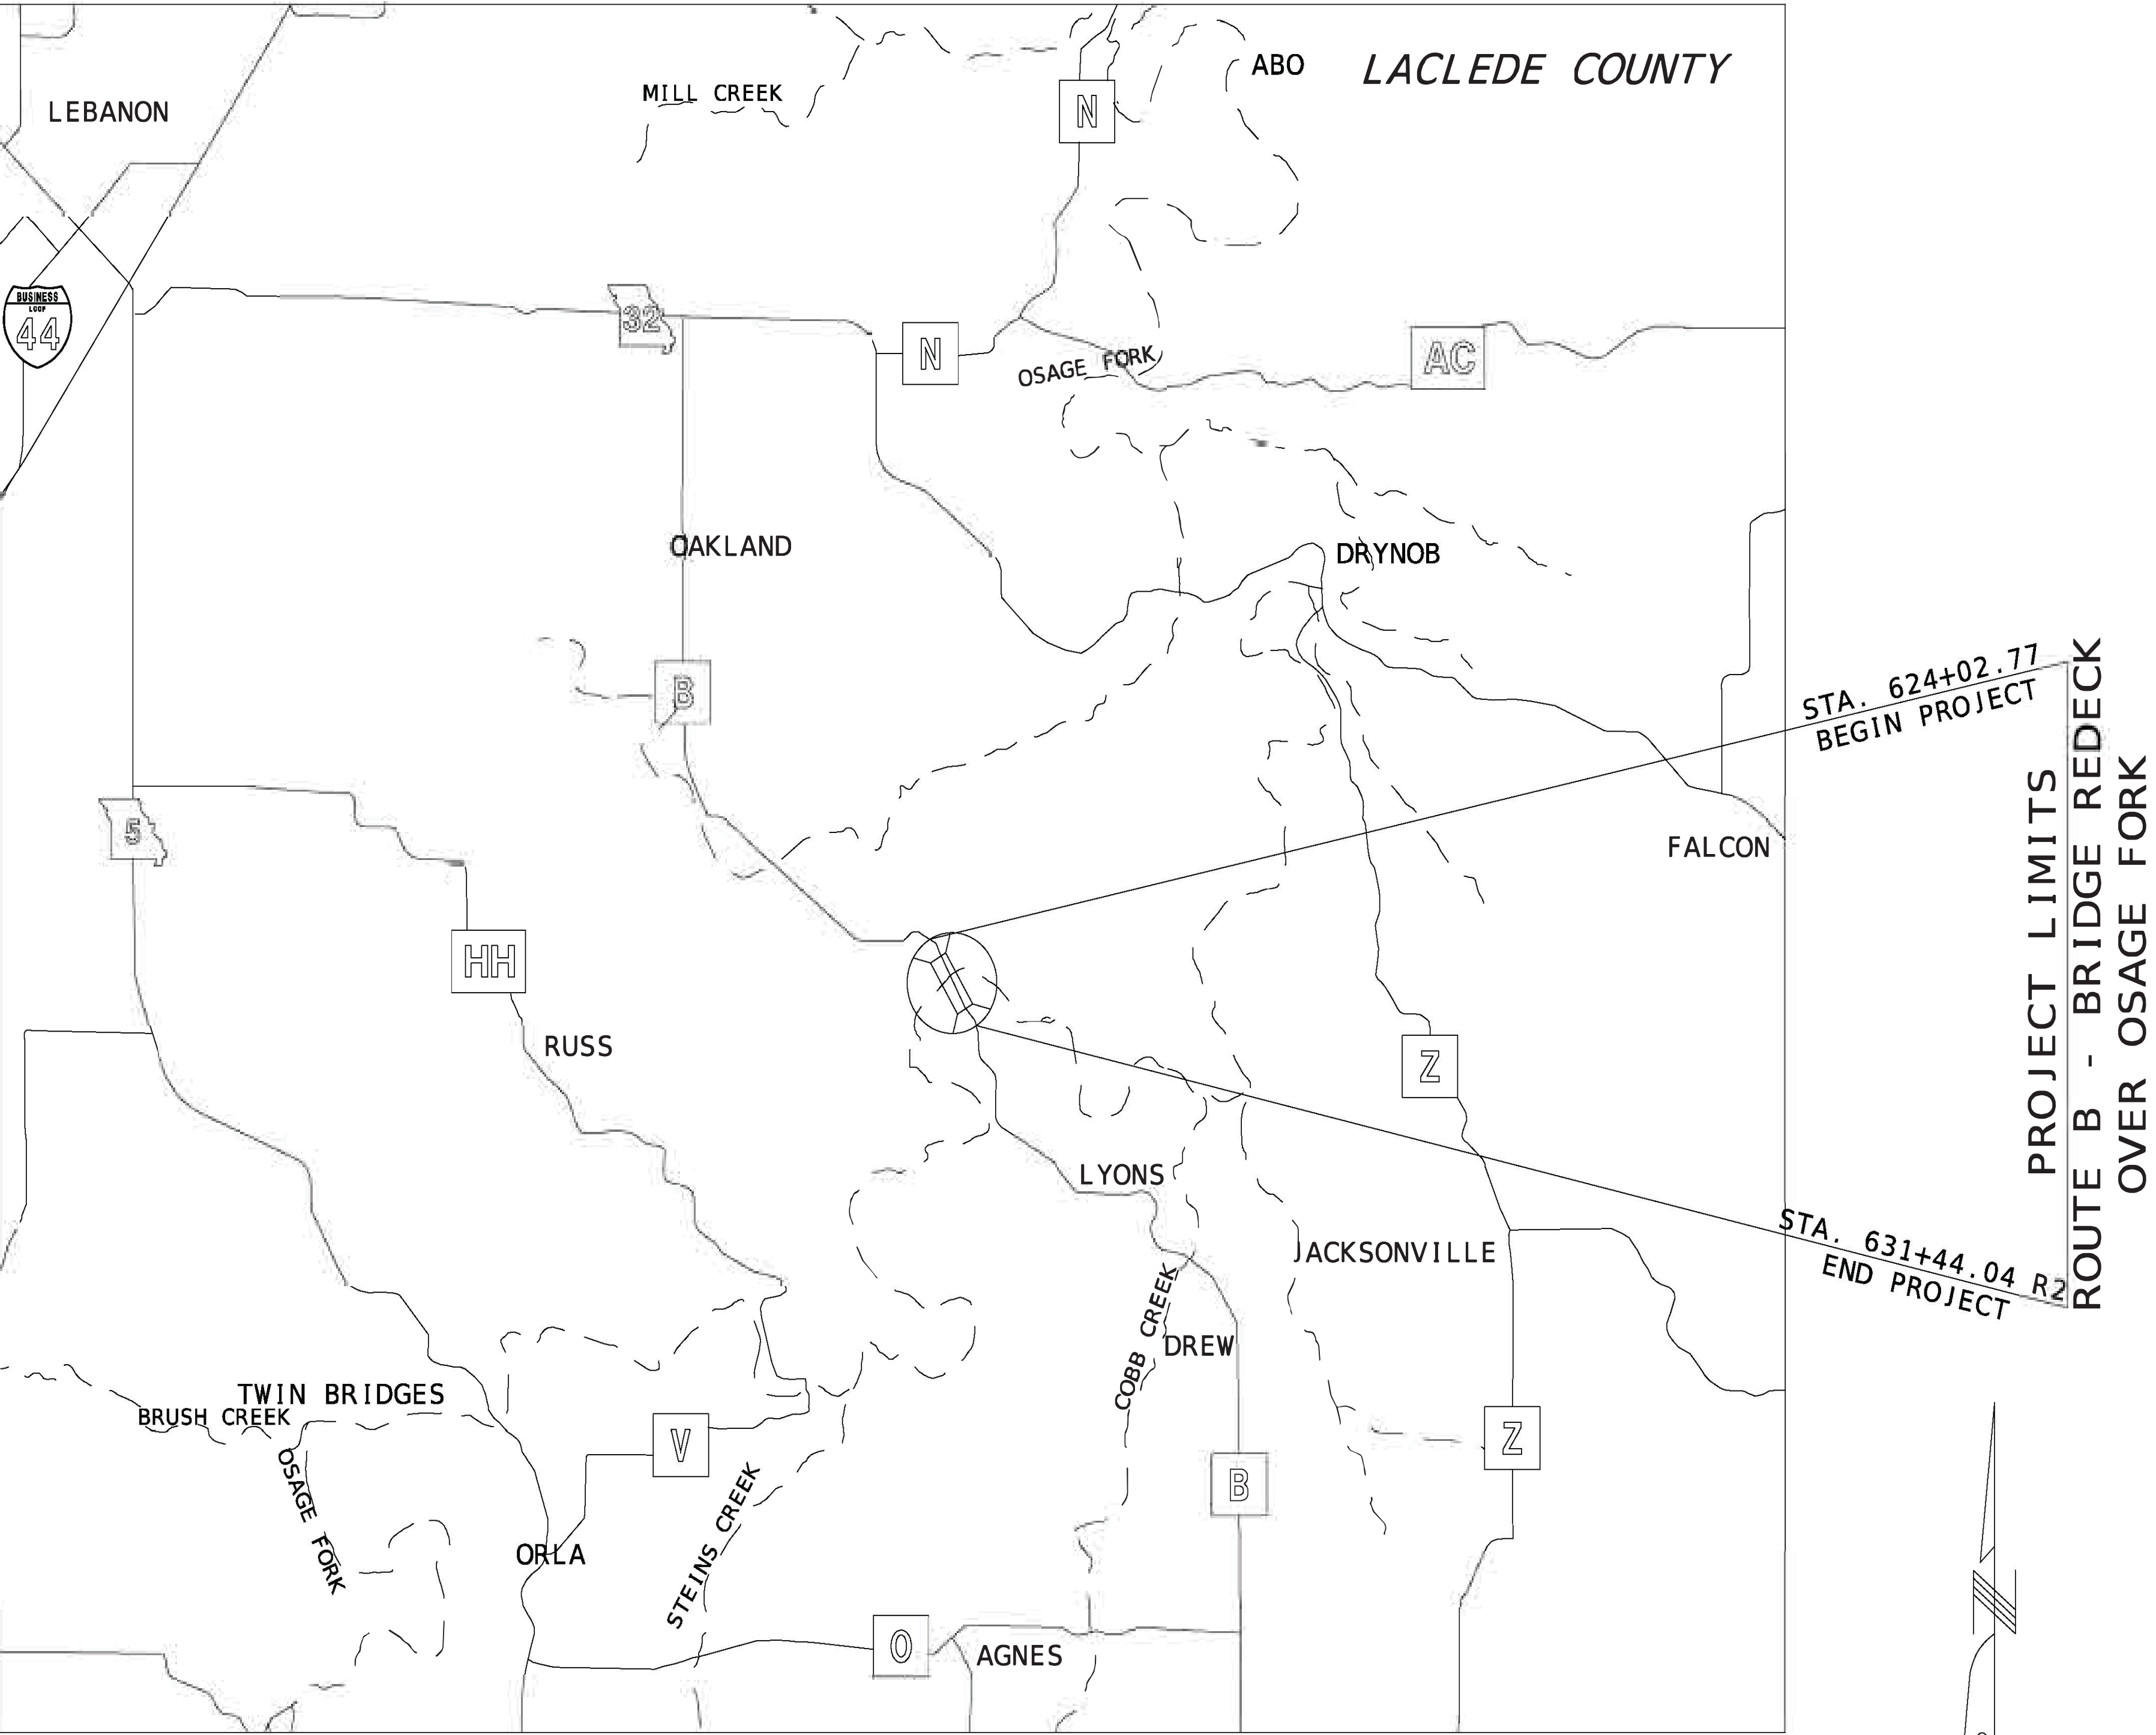 ABO
LACLEDE COUNTY
MILL CREEK
LEBANON
N
BUSINESS
LOOP
44
32
N
OSAGE FORK
AC
OAKLAND
DRYNOB
B
STA. 624+02.77
BEGIN PROJECT
5
FALCON
HH
RUSS
Z
PROJECT LIMITS
ROUTE B - BRIDGE REDECK
OVER OSAGE FORK
LYONS
JACKSONVILLE
STA. 631+44.04 R2
END PROJECT
COBB CREEK
DREW
TWIN BRIDGES
BRUSH CREEK
OSAGE FORK
V
Z
B
STEINS CREEK
ORLA
O
AGNES
N